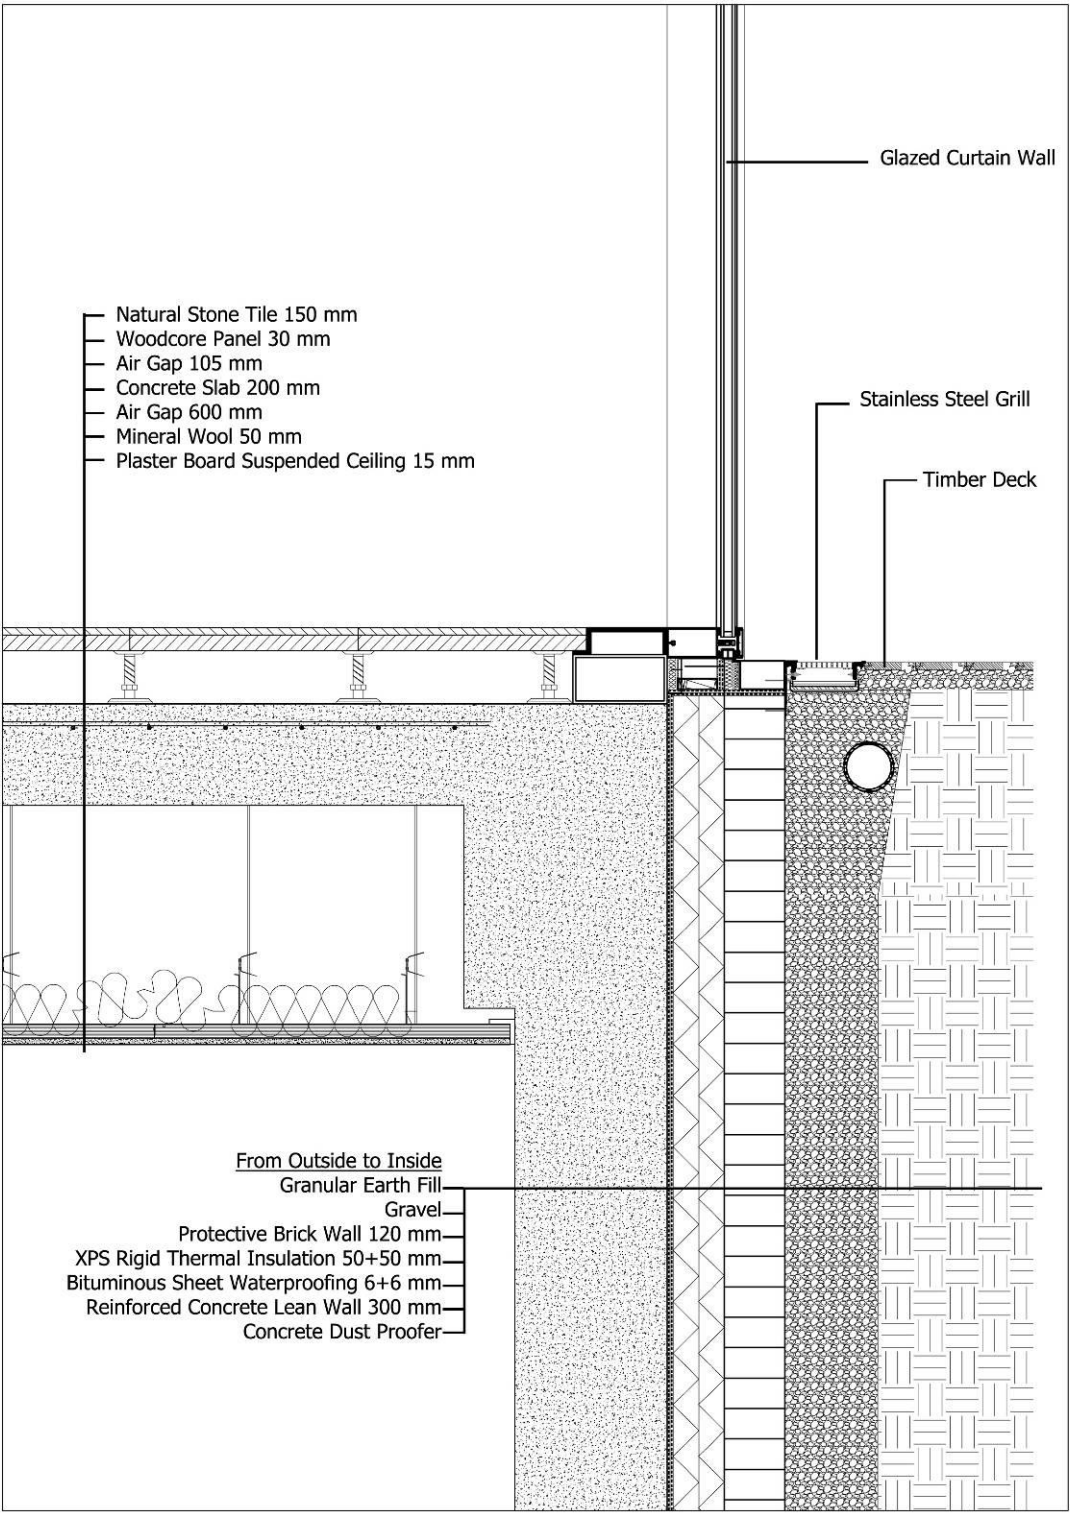 Glazed Curtain Wall
Natural Stone Tile 150 mm
Woodcore Panel 30 mm
Air Gap 105 mm
Concrete Slab 200 mm
Air Gap 600 mm
Mineral Wool 50 mm
Plaster Board Suspended Ceiling 15 mm
Stainless Steel Grill
Timber Deck
From Outside to Inside
Granular Earth Fill
Gravel
Protective Brick Wall 120 mm
XPS Rigid Thermal Insulation 50+50 mm
Bituminous Sheet Waterproofing 6+6 mm
Reinforced Concrete Lean Wall 300 mm
Concrete Dust Proofer